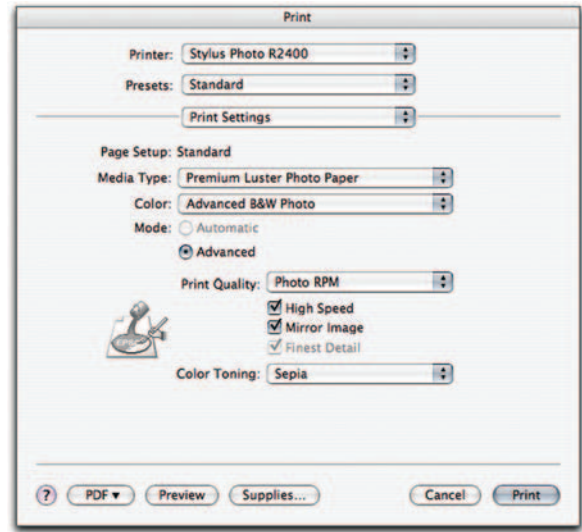 Print
Printer: Stylus Photo R2400
Presets: Standard
Print Settings
Page Setup: Standard
Media Type: Premium Luster Photo Paper
Color: Advanced B&W Photo
Mode: Automatic
Advanced
Print Quality: Photo RPM
High Speed
Mirror Image
Finest Detail
Color Toning: Sepia
? PDF Preview Supplies... Cancel Print